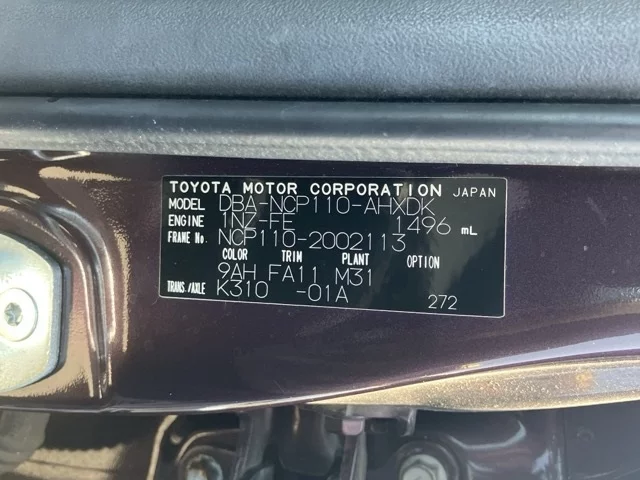 TOYOTA MOTOR CORPORATION JAPAN
MODEL DBA-NCP110-AHXDK
ENGINE 1NZ-FE 1496 mL
FRAME No. NCP110-2002113
COLOR TRIM PLANT OPTION
9AH FA11 M31
TRANS./AXLE K310 -01A 272